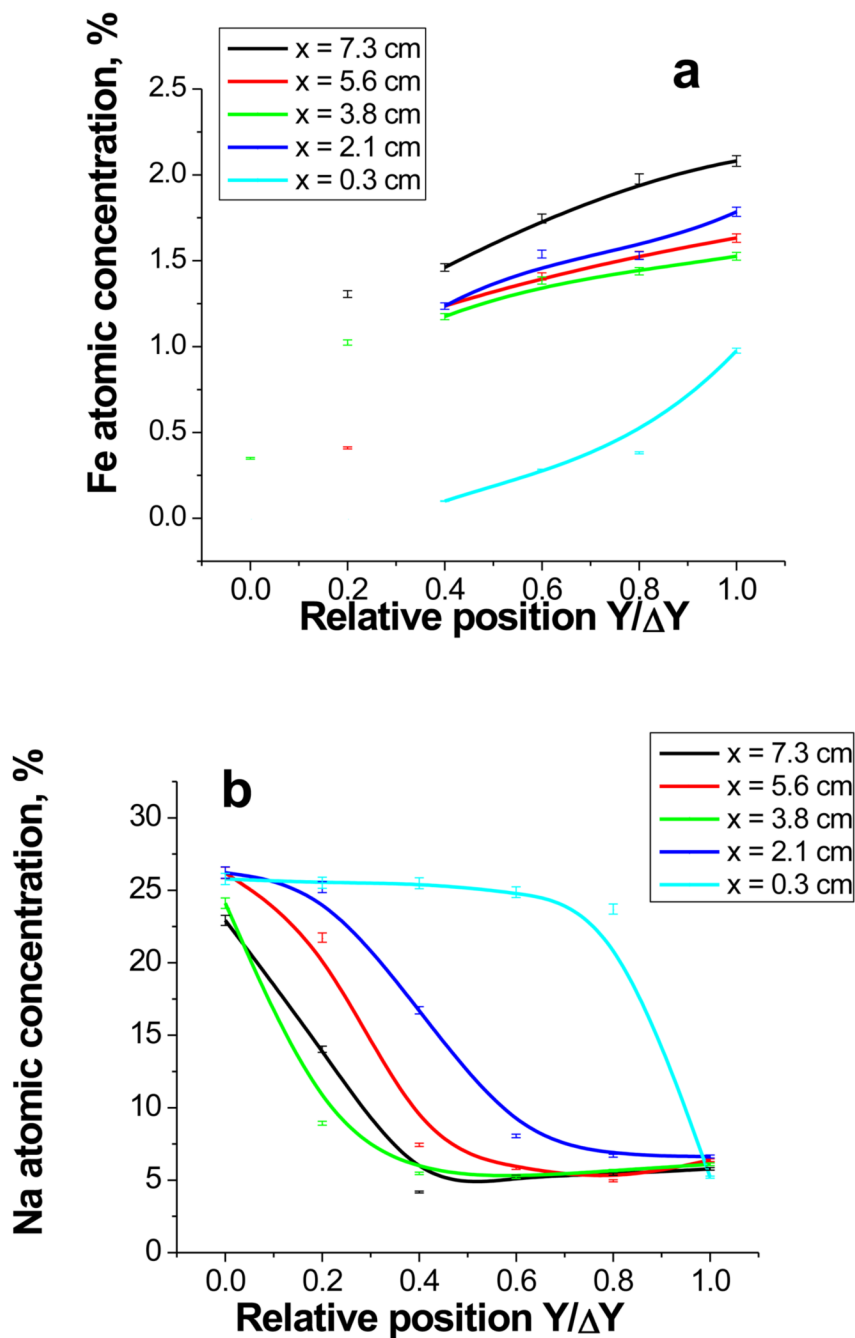 x = 7.3 cm
x = 5.6 cm
x = 3.8 cm
x = 2.1 cm
x = 0.3 cm
a
Fe atomic concentration, %
2.5
2.0
1.5
1.0
0.5
0.0
0.0 0.2 0.4 0.6 0.8 1.0
Relative position Y/ΔY
x = 7.3 cm
x = 5.6 cm
x = 3.8 cm
x = 2.1 cm
x = 0.3 cm
b
Na atomic concentration, %
30
25
20
15
10
5
0
0.0 0.2 0.4 0.6 0.8 1.0
Relative position Y/ΔY